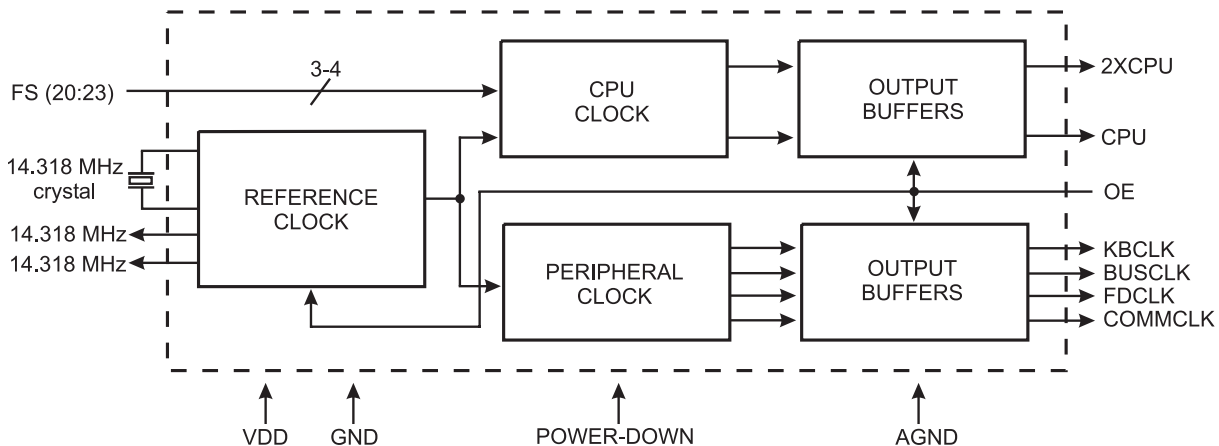 3-4
FS (20:23)
CPU
CLOCK
OUTPUT
BUFFERS
2XCPU
CPU
14.318 MHz
crystal
REFERENCE
CLOCK
OE
14.318 MHz
14.318 MHz
PERIPHERAL
CLOCK
OUTPUT
BUFFERS
KBCLK
BUSCLK
FDCLK
COMMCLK
VDD
GND
POWER-DOWN
AGND